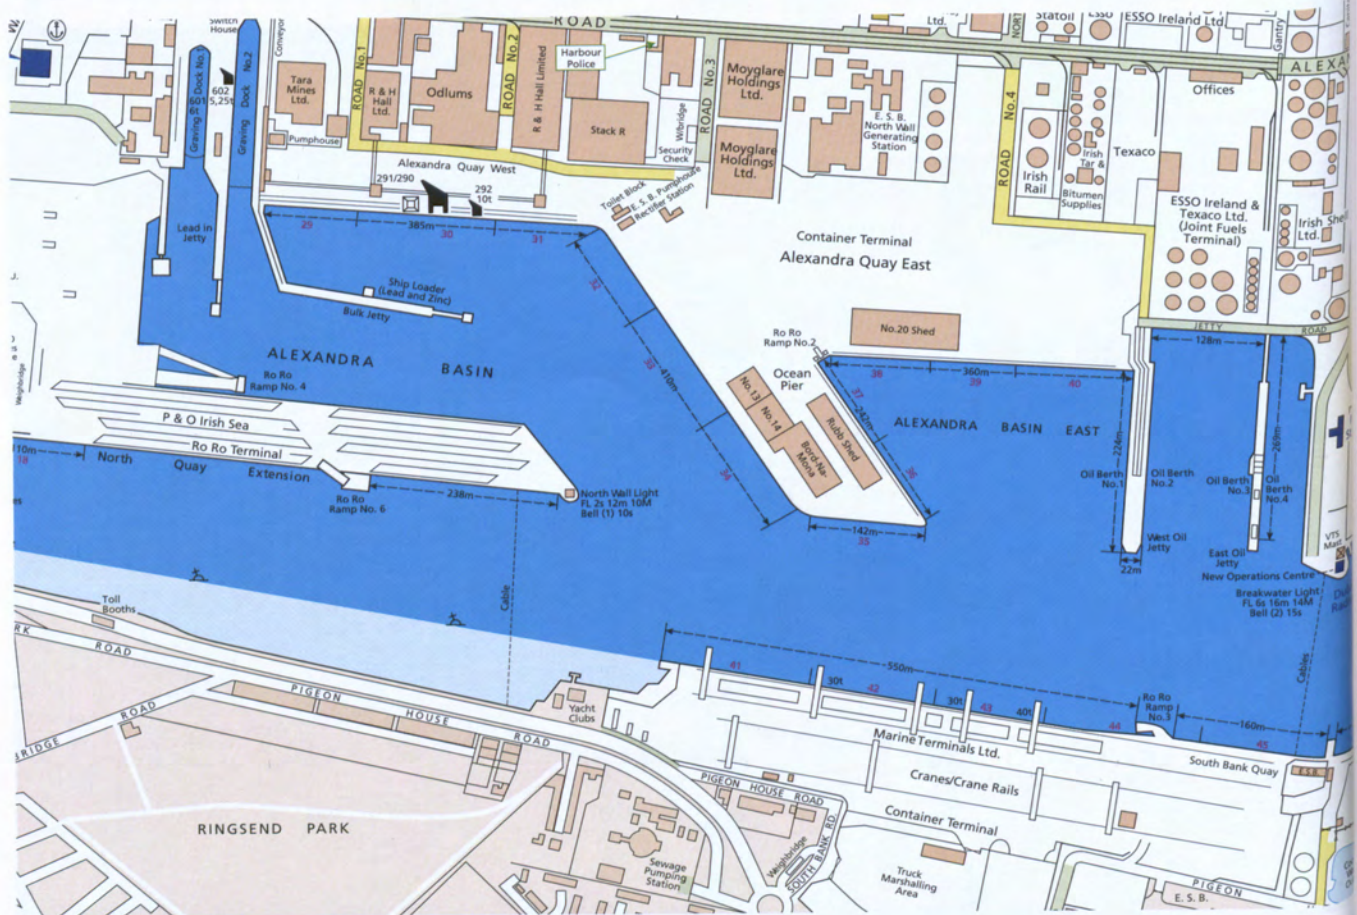 ROAD
Switch
House
Conveyor
ROAD No.1
ROAD No.2
R & H Hall Limited
Harbour
Police
ROAD No.3
Ltd.
Statoil
Esso
ESSO Ireland Ltd.
Gantry
ALEXA
Graving Dock No.1
601
6t
602
5,25t
Graving Dock No.2
Tara
Mines
Ltd.
R & H
Hall
Ltd.
Odlums
Stack R
W/bridge
Security
Check
Moyglare
Holdings
Ltd.
Moyglare
Holdings
Ltd.
E. S. B.
North Wall
Generating
Station
ROAD No.4
Irish
Rail
Irish
Tar &
Bitumen
Supplies
Texaco
Offices
ESSO Ireland &
Texaco Ltd.
(Joint Fuels
Terminal)
Irish Shell
Ltd.
Pumphouse
Alexandra Quay West
291/290
292
10t
Toilet Block
E. S. B. Pumphouse
Rectifier Station
Container Terminal
Alexandra Quay East
Lead in
Jetty
29
385m
30
31
32
Ship Loader
(Lead and Zinc)
Bulk Jetty
ALEXANDRA BASIN
33
410m
34
No.20 Shed
Ro Ro
Ramp No.2
Ocean
Pier
No.13
No.14
Bord-Na-
Mona
Rubb Shed
37
242m
36
142m
35
38
360m
39
40
ALEXANDRA BASIN EAST
JETTY
ROAD
128m
224m
269m
Oil Berth
No.1
Oil Berth
No.2
Oil Berth
No.3
Oil
Berth
No.4
West Oil
Jetty
22m
East Oil
Jetty
VTS
Mast
New Operations Centre
Breakwater Light
FL 6s 16m 14M
Bell (2) 15s
Weighbridge
Ro Ro
Ramp No. 4
P & O Irish Sea
Ro Ro Terminal
North Quay Extension
110m
18
Ro Ro
Ramp No. 6
238m
North Wall Light
FL 2s 12m 10M
Bell (1) 10s
Cable
Cables
Toll
Booths
ROAD
PIGEON HOUSE ROAD
ROAD
BRIDGE
RINGSEND PARK
Yacht
Clubs
550m
41
30t
42
30t
43
40t
44
Ro Ro
Ramp
No.3
160m
45
Marine Terminals Ltd.
South Bank Quay
E.S.B.
Cranes/Crane Rails
PIGEON HOUSE ROAD
Container Terminal
SOUTH BANK RD.
Weighbridge
Sewage
Pumping
Station
Truck
Marshalling
Area
PIGEON
E. S. B.